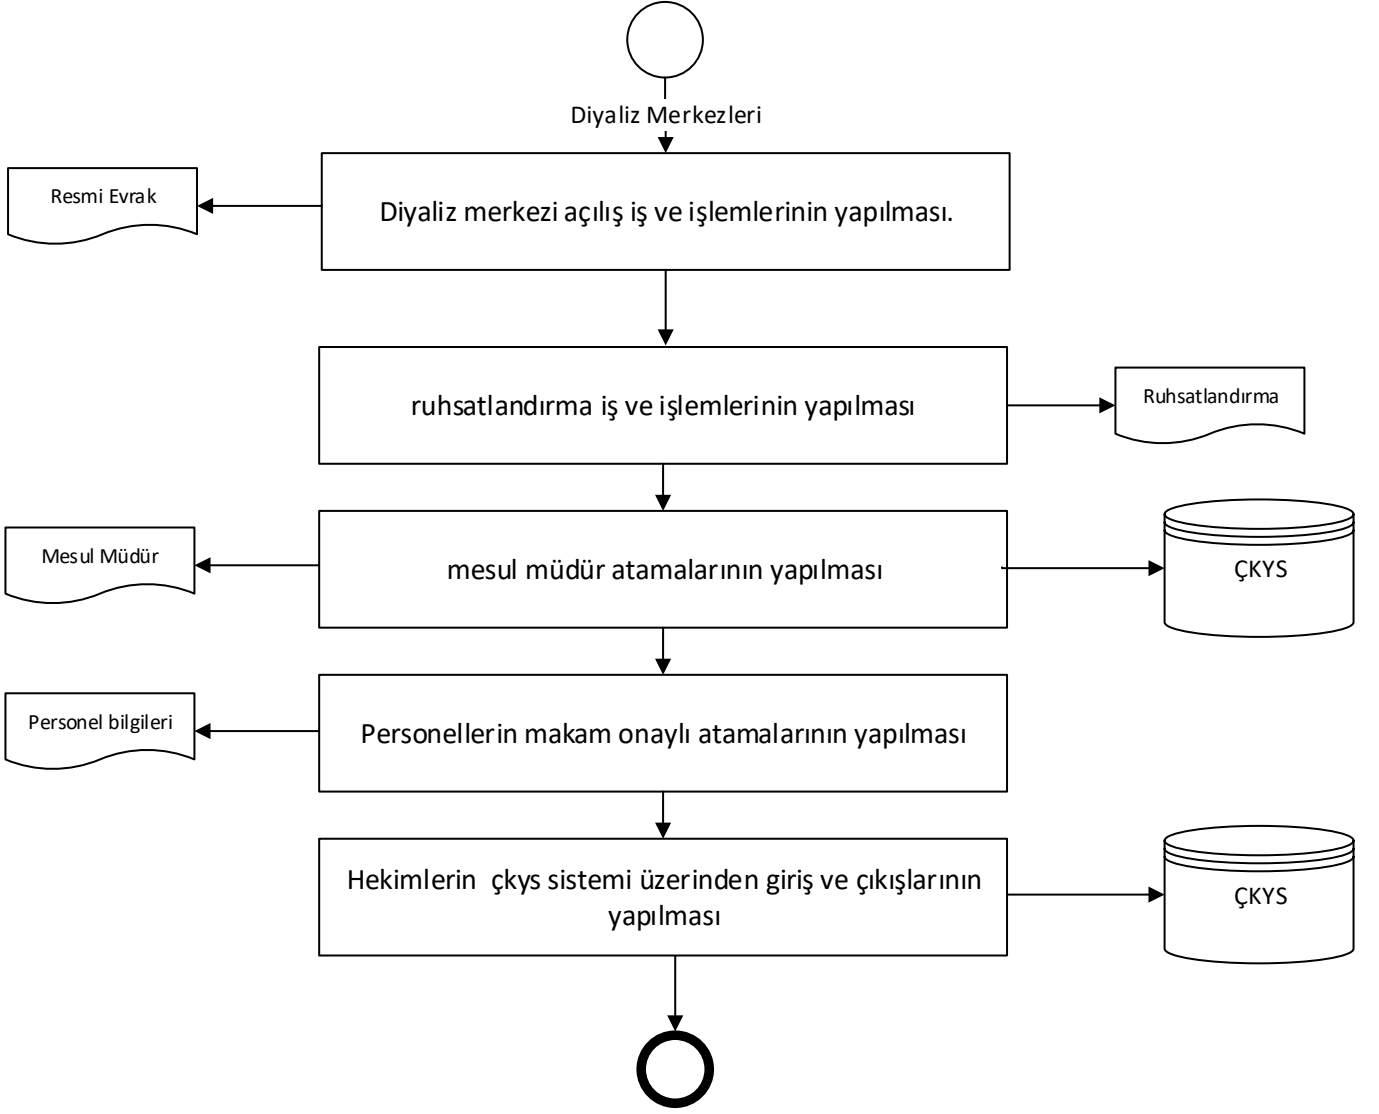 Diyaliz Merkezleri
Resmi Evrak
Diyaliz merkezi açılış iş ve işlemlerinin yapılması.
ruhsatlandırma iş ve işlemlerinin yapılması
Ruhsatlandırma
Mesul Müdür
mesul müdür atamalarının yapılması
ÇKYS
Personel bilgileri
Personellerin makam onaylı atamalarının yapılması
Hekimlerin  çkys sistemi üzerinden giriş ve çıkışlarının
yapılması
ÇKYS